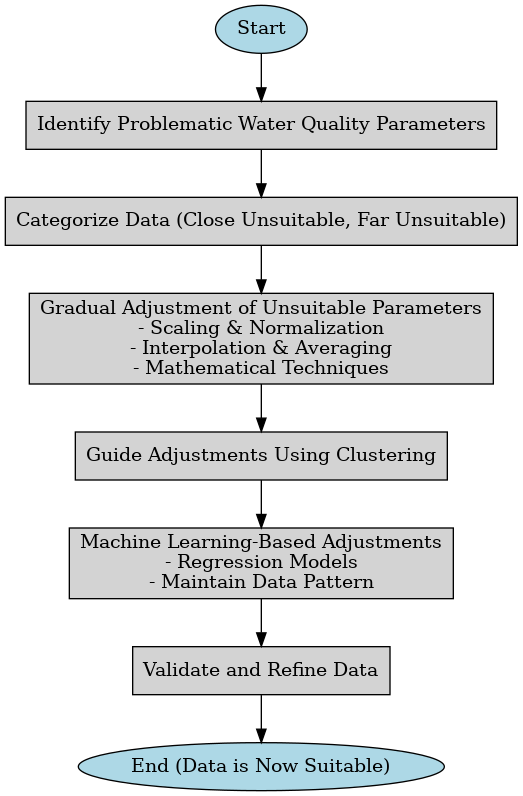 Start
Identify Problematic Water Quality Parameters
Categorize Data (Close Unsuitable, Far Unsuitable)
Gradual Adjustment of Unsuitable Parameters
- Scaling & Normalization
- Interpolation & Averaging
- Mathematical Techniques
Guide Adjustments Using Clustering
Machine Learning-Based Adjustments
- Regression Models
- Maintain Data Pattern
Validate and Refine Data
End (Data is Now Suitable)